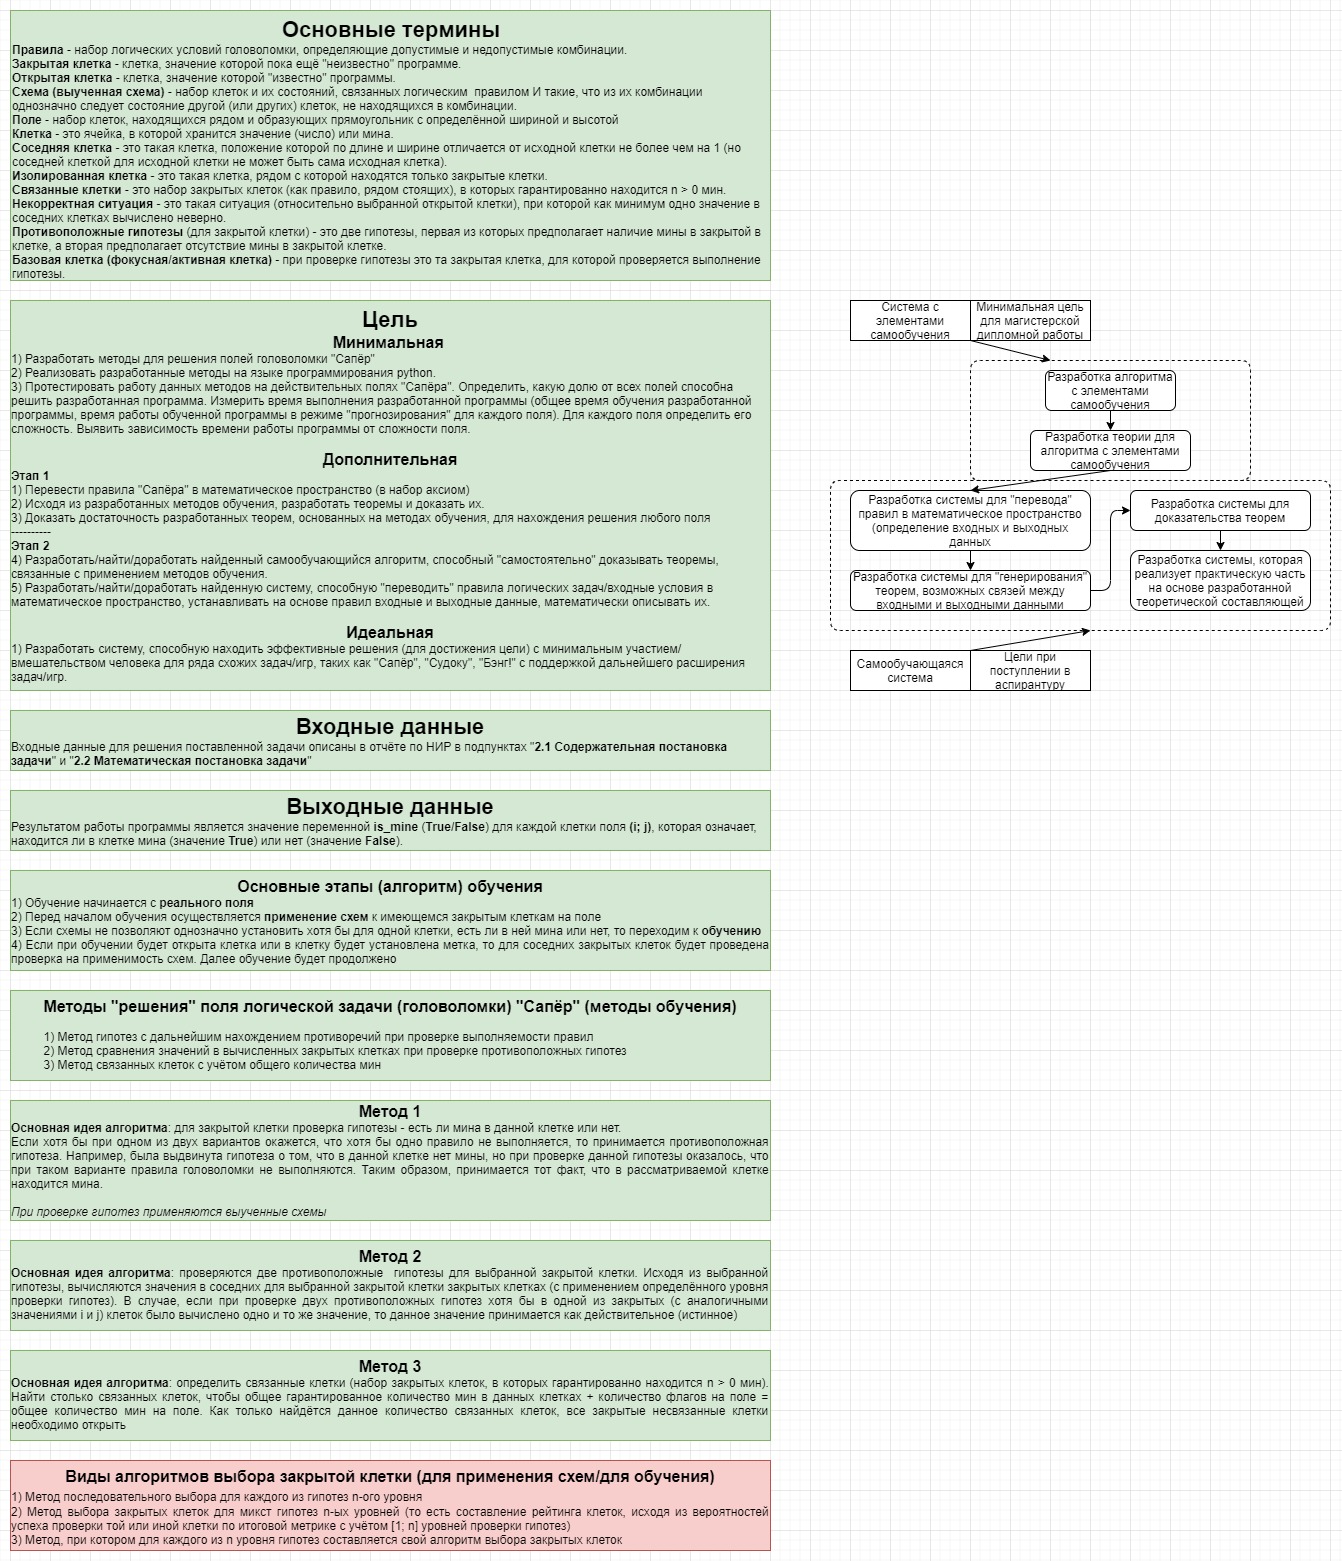 Основные термины
Правила - набор логических условий головоломки, определяющие допустимые и недопустимые комбинации.
Закрытая клетка - клетка, значение которой пока ещё "неизвестно" программе.
Открытая клетка - клетка, значение которой "известно" программы.
Схема (выученная схема) - набор клеток и их состояний, связанных логическим  правилом И такие, что из их комбинации
однозначно следует состояние другой (или других) клеток, не находящихся в комбинации.
Поле - набор клеток, находящихся рядом и образующих прямоугольник с определённой шириной и высотой
Клетка - это ячейка, в которой хранится значение (число) или мина.
Соседняя клетка - это такая клетка, положение которой по длине и ширине отличается от исходной клетки не более чем на 1 (но
соседней клеткой для исходной клетки не может быть сама исходная клетка).
Изолированная клетка - это такая клетка, рядом с которой находятся только закрытые клетки.
Связанные клетки - это набор закрытых клеток (как правило, рядом стоящих), в которых гарантированно находится n > 0 мин.
Некорректная ситуация - это такая ситуация (относительно выбранной открытой клетки), при которой как минимум одно значение в
соседних клетках вычислено неверно.
Противоположные гипотезы (для закрытой клетки) - это две гипотезы, первая из которых предполагает наличие мины в закрытой в
клетке, а вторая предполагает отсутствие мины в закрытой клетке.
Базовая клетка (фокусная/активная клетка) - при проверке гипотезы это та закрытая клетка, для которой проверяется выполнение
гипотезы.
Цель
Минимальная
1) Разработать методы для решения полей головоломки "Сапёр"
2) Реализовать разработанные методы на языке программирования python.
3) Протестировать работу данных методов на действительных полях "Сапёра". Определить, какую долю от всех полей способна
решить разработанная программа. Измерить время выполнения разработанной программы (общее время обучения разработанной
программы, время работы обученной программы в режиме "прогнозирования" для каждого поля). Для каждого поля определить его
сложность. Выявить зависимость времени работы программы от сложности поля.
Дополнительная
Этап 1
1) Перевести правила "Сапёра" в математическое пространство (в набор аксиом)
2) Исходя из разработанных методов обучения, разработать теоремы и доказать их.
3) Доказать достаточность разработанных теорем, основанных на методах обучения, для нахождения решения любого поля
----------
Этап 2
4) Разработать/найти/доработать найденный самообучающийся алгоритм, способный "самостоятельно" доказывать теоремы,
связанные с применением методов обучения.
5) Разработать/найти/доработать найденную систему, способную "переводить" правила логических задач/входные условия в
математическое пространство, устанавливать на основе правил входные и выходные данные, математически описывать их.
Идеальная
1) Разработать систему, способную находить эффективные решения (для достижения цели) с минимальным участием/
вмешательством человека для ряда схожих задач/игр, таких как "Сапёр", "Судоку", "Бэнг!" с поддержкой дальнейшего расширения
задач/игр.
Система с
элементами
самообучения
Минимальная цель
для магистерской
дипломной работы
Разработка алгоритма
с элементами
самообучения
Разработка теории для
алгоритма с элементами
самообучения
Разработка системы для "перевода"
правил в математическое пространство
(определение входных и выходных
данных
Разработка системы для "генерирования"
теорем, возможных связей между
входными и выходными данными
Разработка системы для
доказательства теорем
Разработка системы, которая
реализует практическую часть
на основе разработанной
теоретической составляющей
Самообучающаяся
система
Цели при
поступлении в
аспирантуру
Входные данные
Входные данные для решения поставленной задачи описаны в отчёте по НИР в подпунктах "2.1 Содержательная постановка
задачи" и "2.2 Математическая постановка задачи"
Выходные данные
Результатом работы программы является значение переменной is_mine (True/False) для каждой клетки поля (i; j), которая означает,
находится ли в клетке мина (значение True) или нет (значение False).
Основные этапы (алгоритм) обучения
1) Обучение начинается с реального поля
2) Перед началом обучения осуществляется применение схем к имеющемся закрытым клеткам на поле
3) Если схемы не позволяют однозначно установить хотя бы для одной клетки, есть ли в ней мина или нет, то переходим к обучению
4) Если при обучении будет открыта клетка или в клетку будет установлена метка, то для соседних закрытых клеток будет проведена
проверка на применимость схем. Далее обучение будет продолжено
Методы "решения" поля логической задачи (головоломки) "Сапёр" (методы обучения)
1) Метод гипотез с дальнейшим нахождением противоречий при проверке выполняемости правил
2) Метод сравнения значений в вычисленных закрытых клетках при проверке противоположных гипотез
3) Метод связанных клеток с учётом общего количества мин
Метод 1
Основная идея алгоритма: для закрытой клетки проверка гипотезы - есть ли мина в данной клетке или нет.
Если хотя бы при одном из двух вариантов окажется, что хотя бы одно правило не выполняется, то принимается противоположная
гипотеза. Например, была выдвинута гипотеза о том, что в данной клетке нет мины, но при проверке данной гипотезы оказалось, что
при таком варианте правила головоломки не выполняются. Таким образом, принимается тот факт, что в рассматриваемой клетке
находится мина.
При проверке гипотез применяются выученные схемы
Метод 2
Основная идея алгоритма: проверяются две противоположные  гипотезы для выбранной закрытой клетки. Исходя из выбранной
гипотезы, вычисляются значения в соседних для выбранной закрытой клетки закрытых клетках (с применением определённого уровня
проверки гипотез). В случае, если при проверке двух противоположных гипотез хотя бы в одной из закрытых (с аналогичными
значениями i и j) клеток было вычислено одно и то же значение, то данное значение принимается как действительное (истинное)
Метод 3
Основная идея алгоритма: определить связанные клетки (набор закрытых клеток, в которых гарантированно находится n > 0 мин).
Найти столько связанных клеток, чтобы общее гарантированное количество мин в данных клетках + количество флагов на поле =
общее количество мин на поле. Как только найдётся данное количество связанных клеток, все закрытые несвязанные клетки
необходимо открыть
Виды алгоритмов выбора закрытой клетки (для применения схем/для обучения)
1) Метод последовательного выбора для каждого из гипотез n-ого уровня
2) Метод выбора закрытых клеток для микст гипотез n-ых уровней (то есть составление рейтинга клеток, исходя из вероятностей
успеха проверки той или иной клетки по итоговой метрике с учётом [1; n] уровней проверки гипотез)
3) Метод, при котором для каждого из n уровня гипотез составляется свой алгоритм выбора закрытых клеток